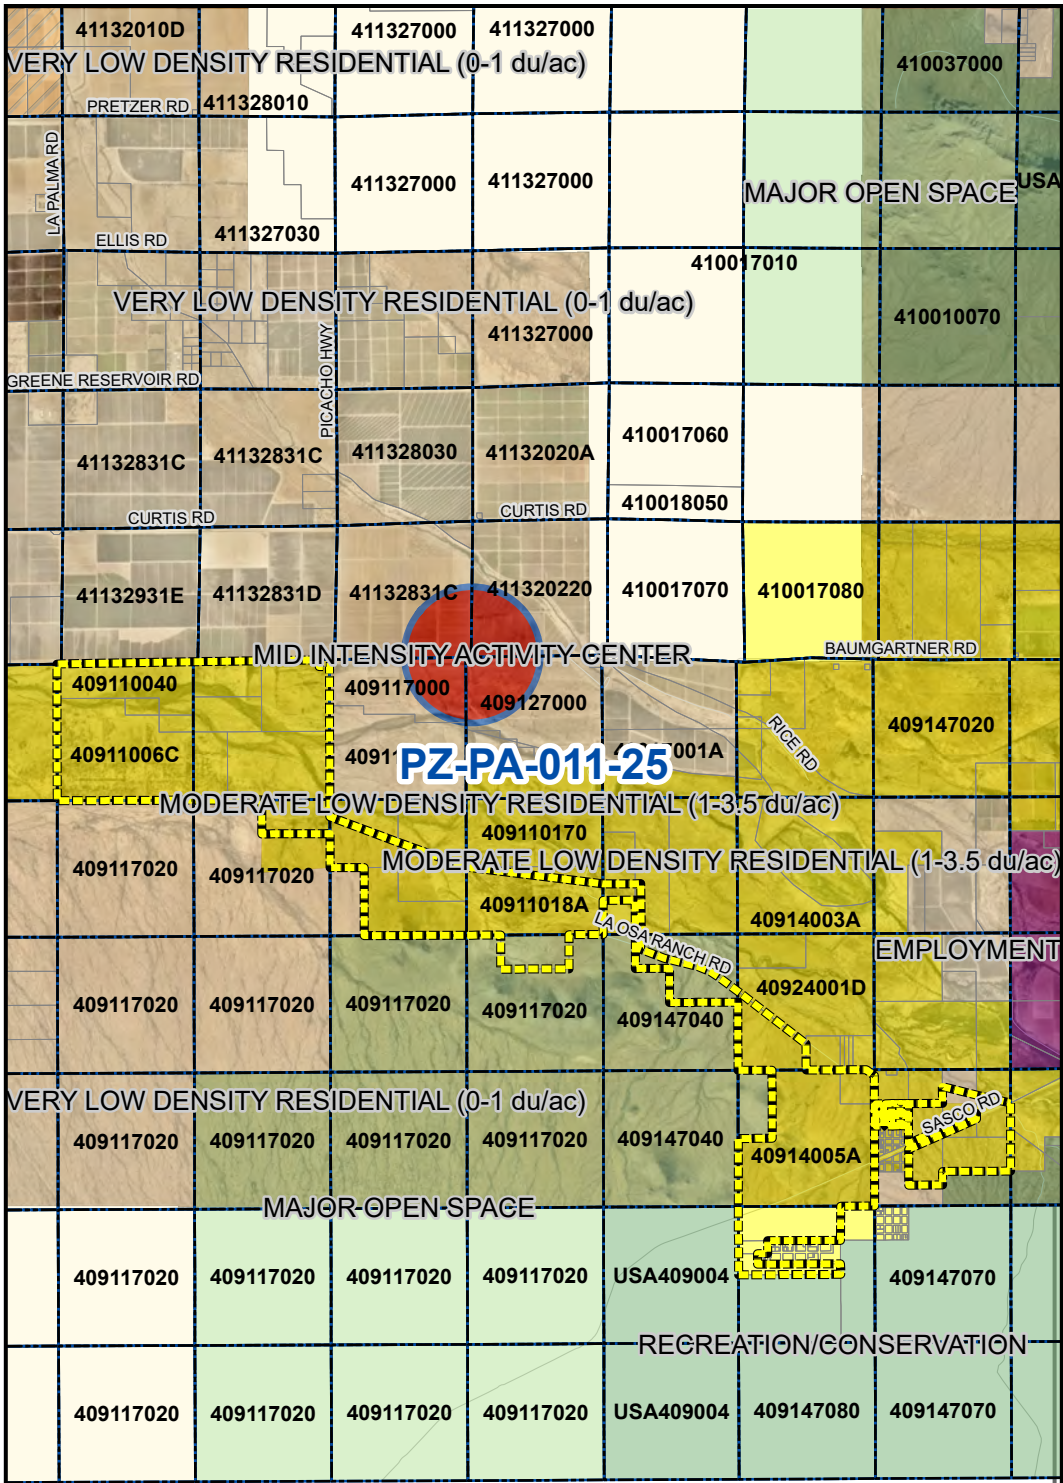 41132010D
411327000
411327000
VERY LOW DENSITY RESIDENTIAL (0-1 du/ac)
410037000
PRETZER RD
411328010
LA PALMA RD
411327000
411327000
MAJOR OPEN SPACE
USA
ELLIS RD
411327030
410017010
VERY LOW DENSITY RESIDENTIAL (0-1 du/ac)
410010070
411327000
PICACHO HWY
GREENE RESERVOIR RD
410017060
41132831C
41132831C
411328030
41132020A
410018050
CURTIS RD
CURTIS RD
41132931E
41132831D
41132831C
411320220
410017070
410017080
MID INTENSITY ACTIVITY CENTER
BAUMGARTNER RD
409110040
409117000
409127000
409147020
RICE RD
40911006C
PZ-PA-011-25
MODERATE LOW DENSITY RESIDENTIAL (1-3.5 du/ac)
409110170
409117020
409117020
MODERATE LOW DENSITY RESIDENTIAL (1-3.5 du/ac)
40911018A
40914003A
LA OSA RANCH RD
EMPLOYMENT
409117020
409117020
409117020
409117020
409147040
40924001D
VERY LOW DENSITY RESIDENTIAL (0-1 du/ac)
SASCO RD
409117020
409117020
409117020
409117020
409147040
40914005A
MAJOR OPEN SPACE
409117020
409117020
409117020
409117020
USA409004
409147070
RECREATION/CONSERVATION
409117020
409117020
409117020
409117020
USA409004
409147080
409147070